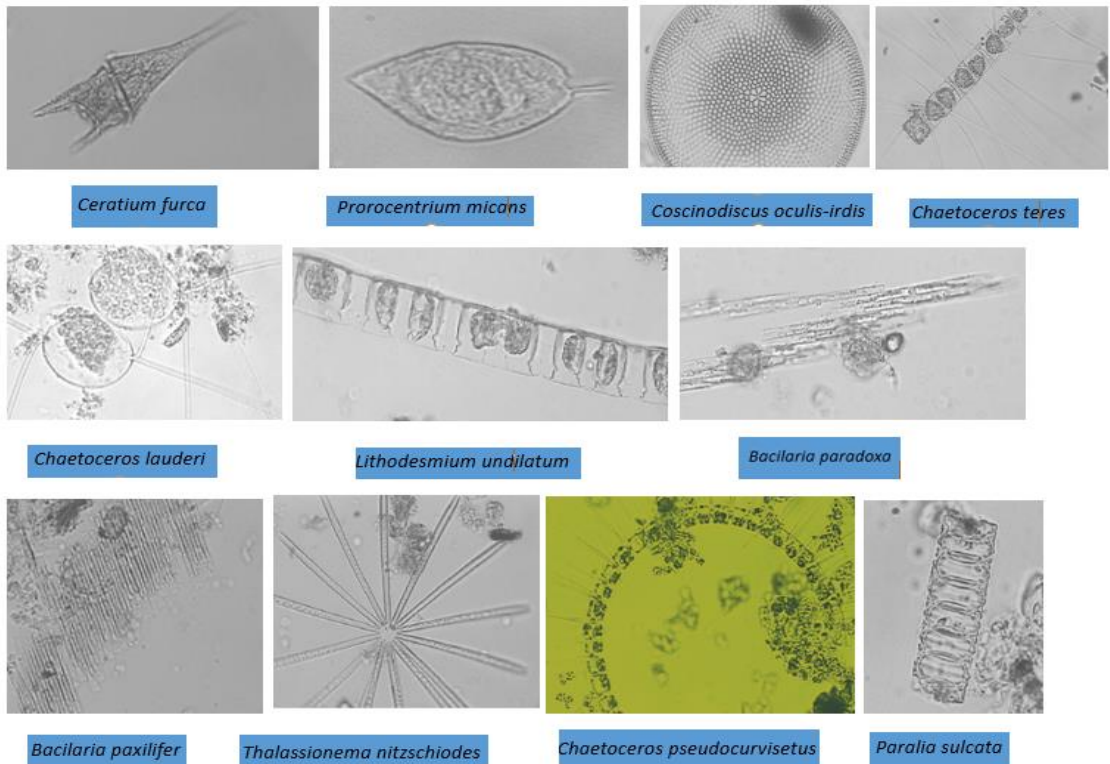 Ceratium furca
Prorocentrium micans
Coscinodiscus oculis-irdis
Chaetoceros teres
Chaetoceros lauderi
Lithodesmium undilatum
Bacilaria paradoxa
Bacilaria paxilifer
Thalassionema nitzschiodes
Chaetoceros pseudocurvisetus
Paralia sulcata